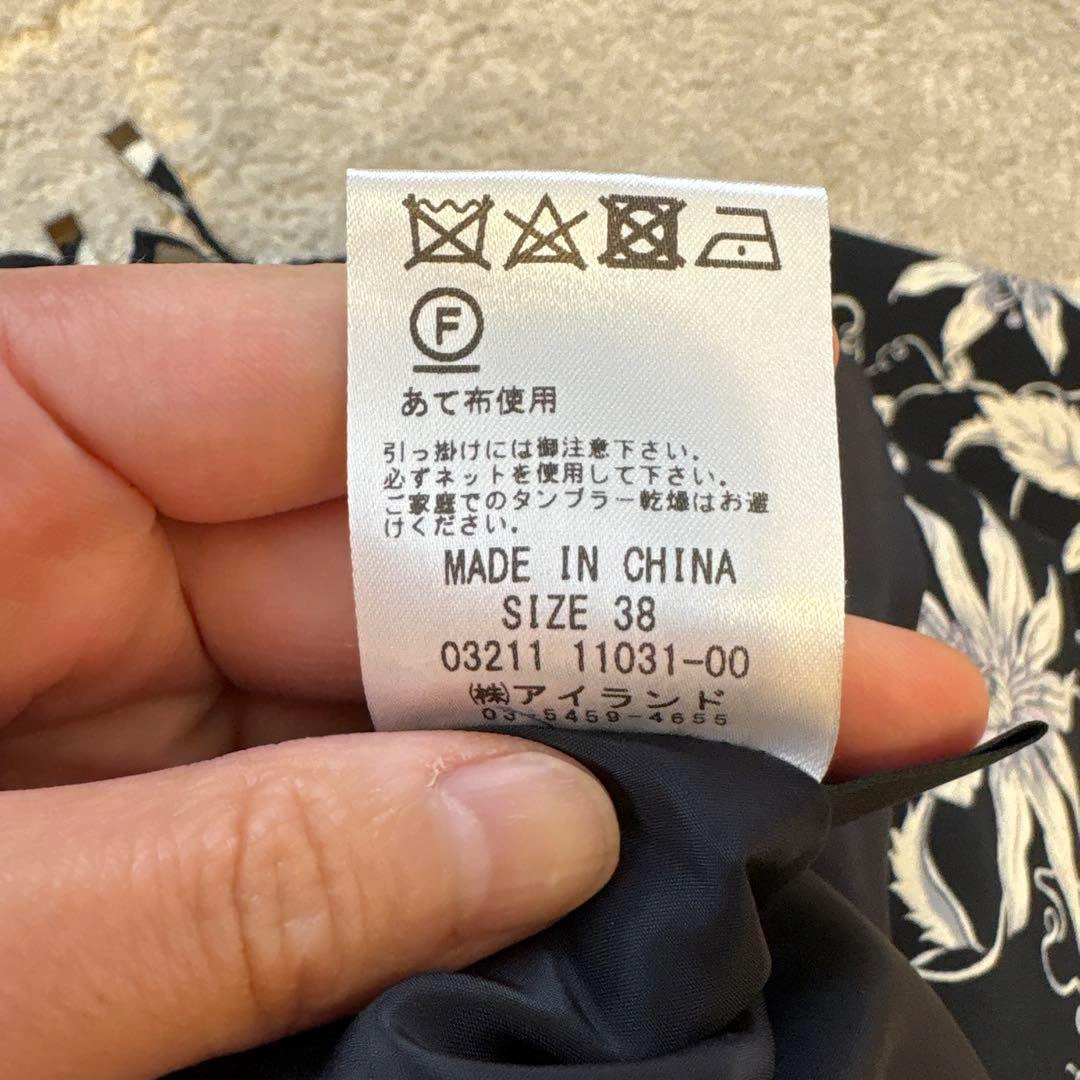 F
あて布使用
引っ掛けには御注意下さい。
必ずネットを使用して下さい。
ご家庭でのタンブラー乾燥はお避
けください。
MADE IN CHINA
SIZE 38
03211 11031-00
㈱アイランド
03-5459-4655